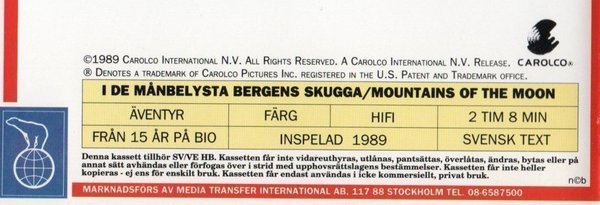 ©1989 CAROLCO INTERNATIONAL N.V. ALL RIGHTS RESERVED. A CAROLCO INTERNATIONAL N.V. RELEASE.
CAROLCO®
® DENOTES A TRADEMARK OF CAROLCO PICTURES INC. REGISTERED IN THE U.S. PATENT AND TRADEMARK OFFICE.
I DE MÅNBELYSTA BERGENS SKUGGA/MOUNTAINS OF THE MOON
ÄVENTYR FÄRG HIFI 2 TIM 8 MIN
FRÅN 15 ÅR PÅ BIO INSPELAD 1989 SVENSK TEXT
Denna kassett tillhör SV/VE HB. Kassetten får inte vidareuthyras, utlånas, pantsättas, överlåtas, ändras, bytas eller på
annat sätt avhändas eller förfogas över i strid med upphovsrättslagens bestämmelser. Kassetten får inte heller
kopieras - ej ens för enskilt bruk. Kassetten får endast användas i icke kommersiellt, privat bruk.
n©b
MARKNADSFÖRS AV MEDIA TRANSFER INTERNATIONAL AB, 117 88 STOCKHOLM TEL. 08-6587500